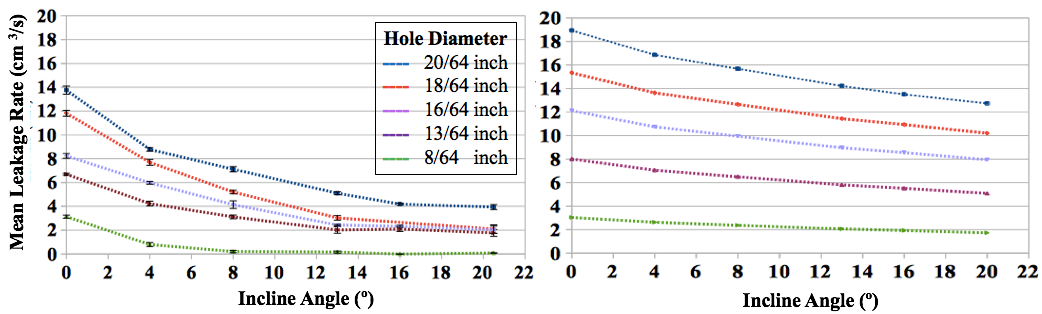 Mean Leakage Rate (cm ³/s)
20
18
16
14
12
10
8
6
4
2
0
Hole Diameter
20/64 inch
18/64 inch
16/64 inch
13/64 inch
8/64 inch
0 2 4 6 8 10 12 14 16 18 20 22
Incline Angle (º)
20
18
16
14
12
10
8
6
4
2
0
0 2 4 6 8 10 12 14 16 18 20 22
Incline Angle (º)